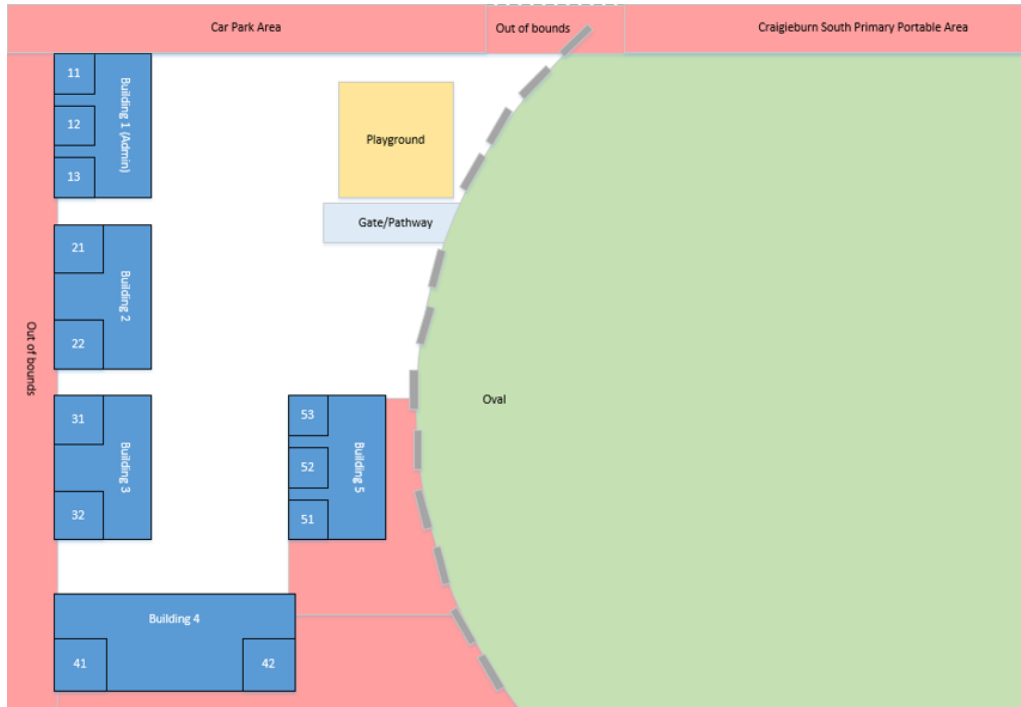 Car Park Area
Out of bounds
Craigieburn South Primary Portable Area
11
12
13
Building 1 (Admin)
Playground
Gate/Pathway
21
22
Building 2
Out of bounds
31
32
Building 3
53
52
51
Building 5
Oval
Building 4
41
42